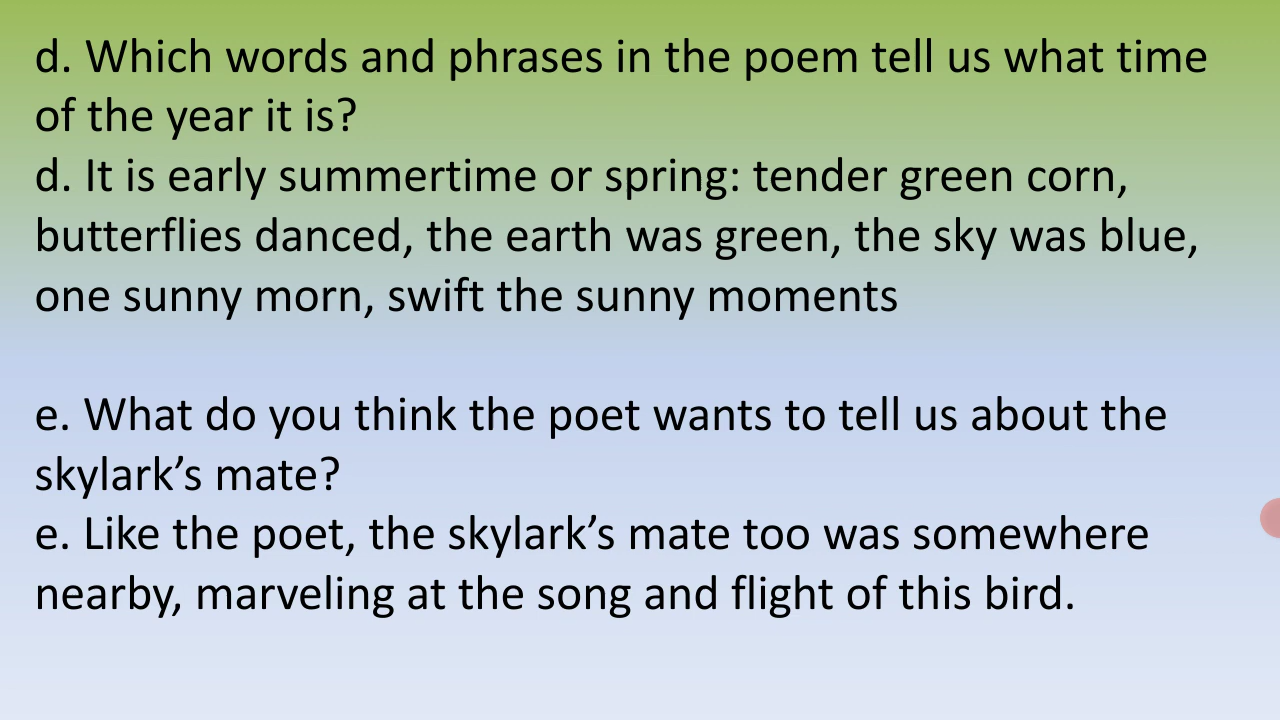 d. Which words and phrases in the poem tell us what time
of the year it is?
d. It is early summertime or spring: tender green corn,
butterflies danced, the earth was green, the sky was blue,
one sunny morn, swift the sunny moments
e. What do you think the poet wants to tell us about the
skylark’s mate?
e. Like the poet, the skylark’s mate too was somewhere
nearby, marveling at the song and flight of this bird.